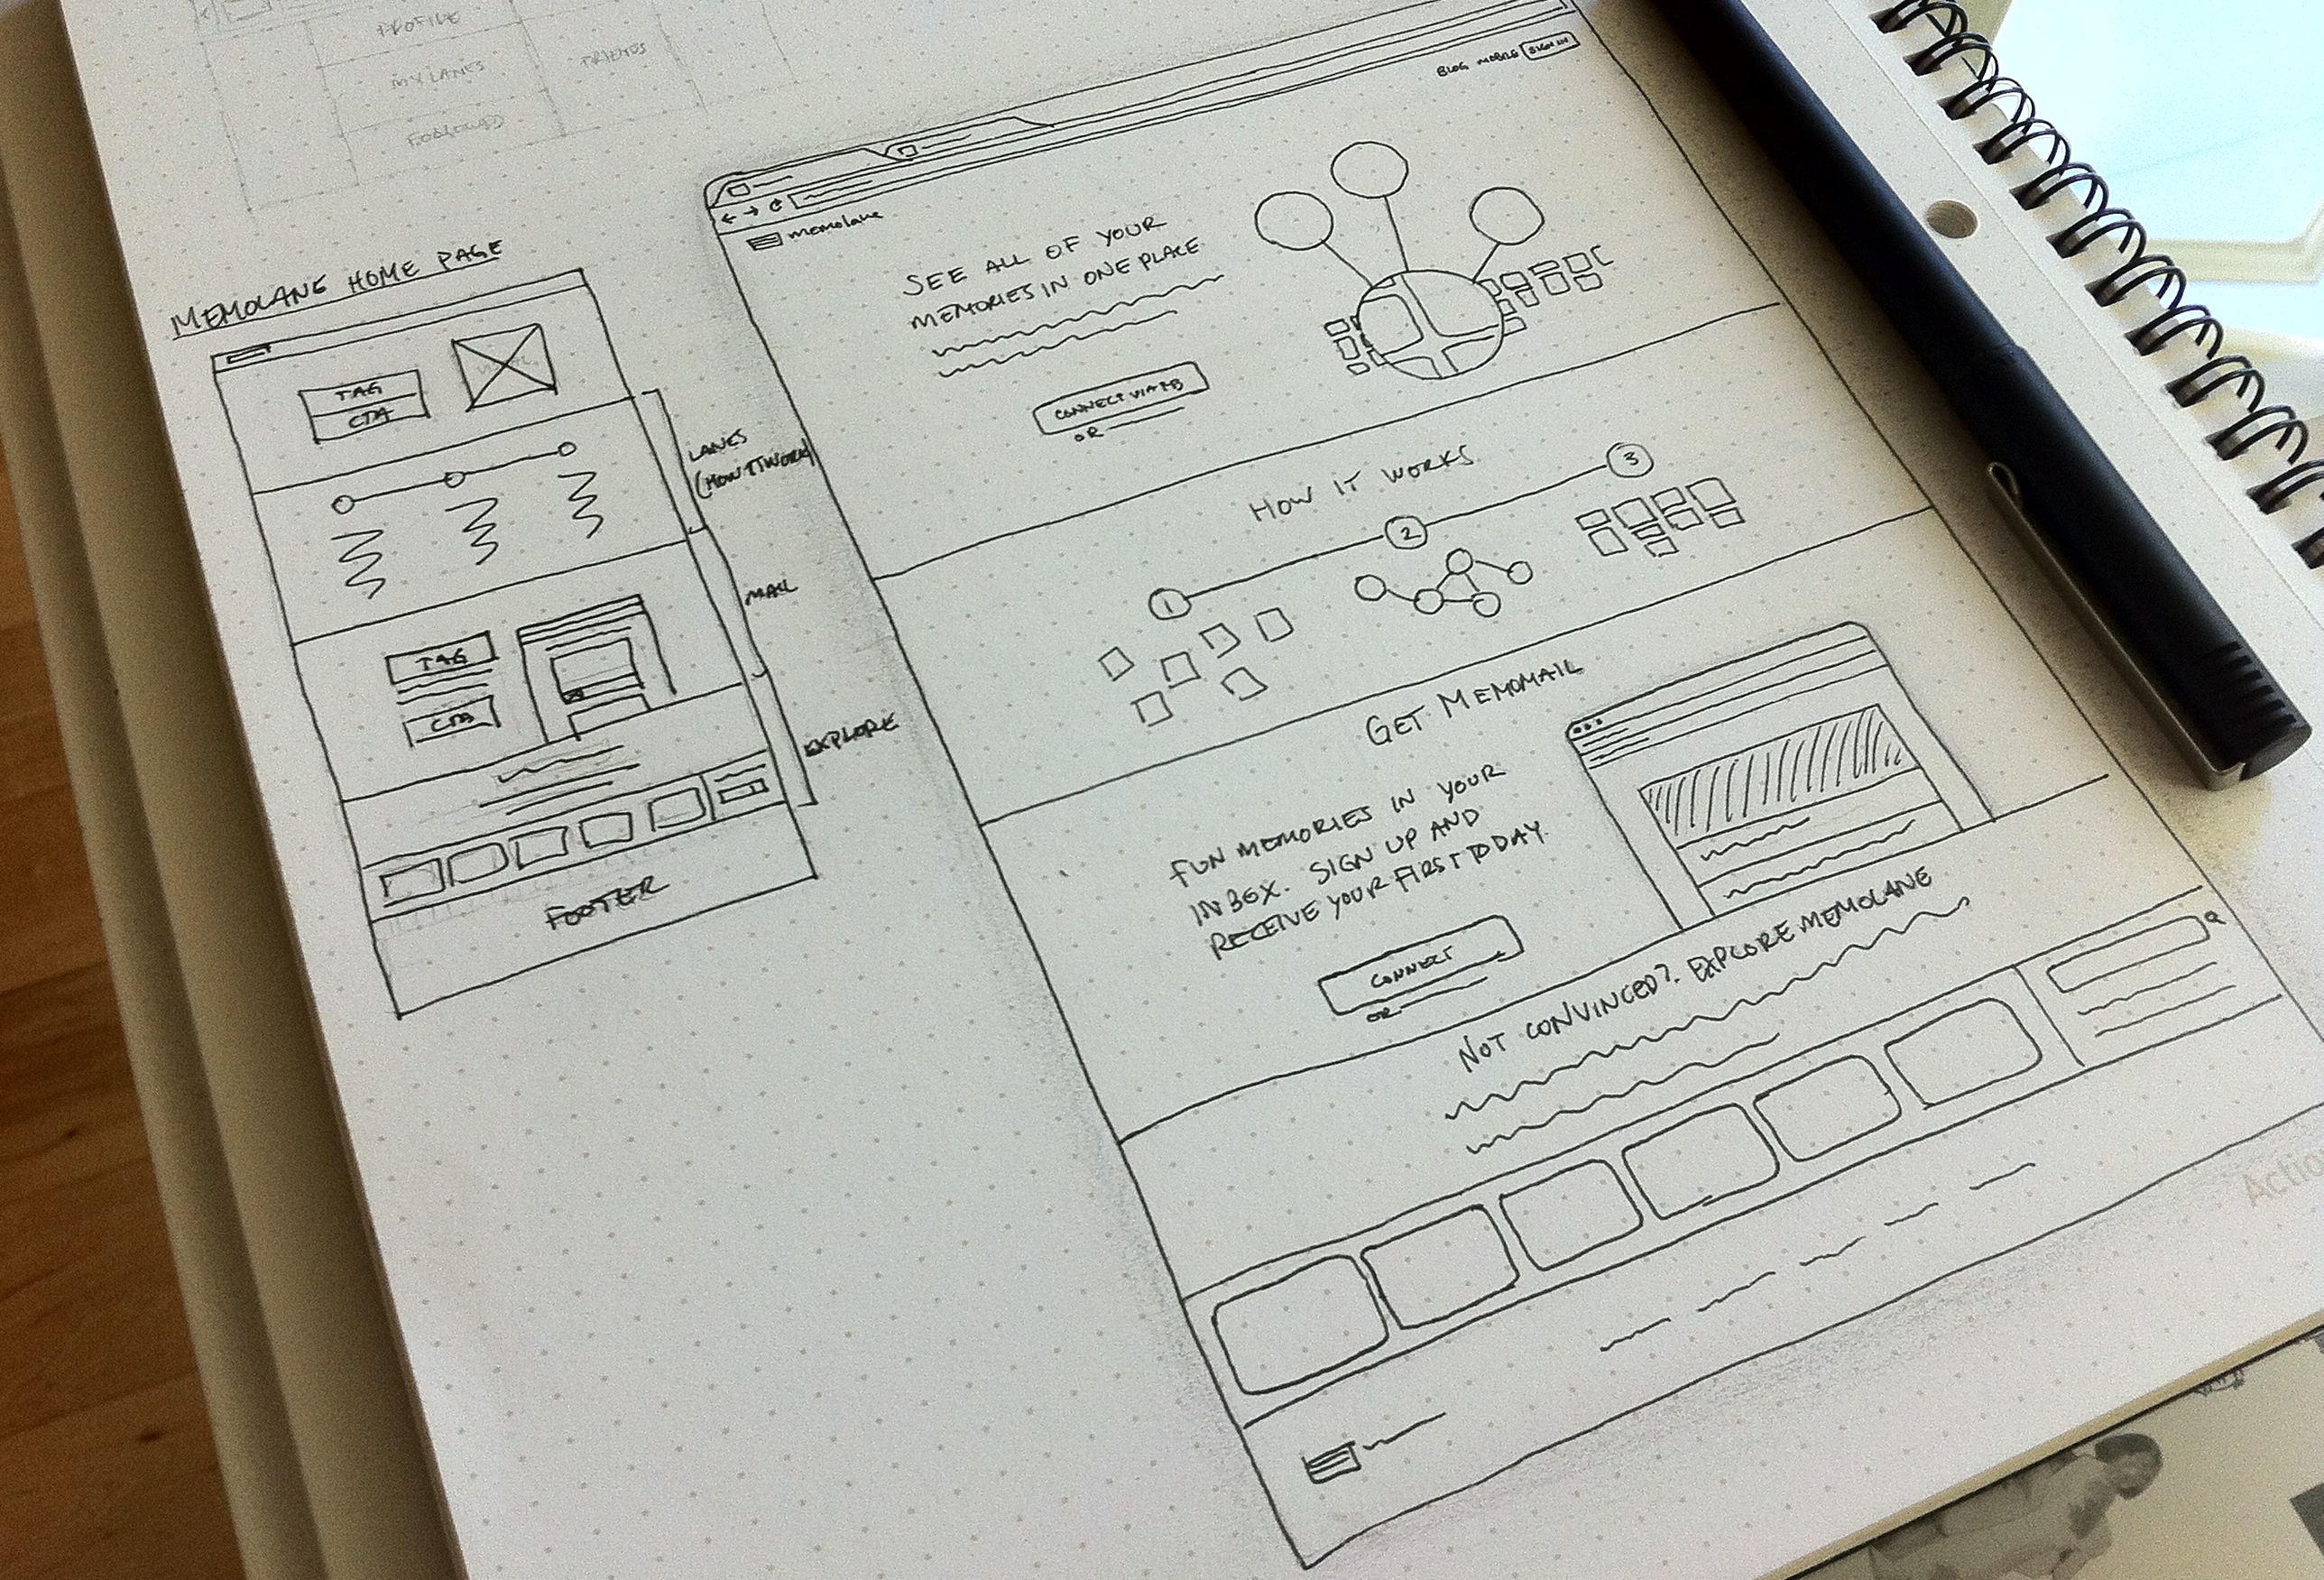 PROFILE
MY LANES
FRIENDS
FOLLOWED
MEMOLANE HOME PAGE
TAG
CTA
LANES
(HOW IT WORK)
MAIL
TAG
CTA
EXPLORE
FOOTER
BLOG MOBILE SIGN IN
memolane
SEE ALL OF YOUR
MEMORIES IN ONE PLACE
CONNECT VIA FB
OR
HOW IT WORKS
1
2
3
GET MEMOMAIL
FUN MEMORIES IN YOUR
INBOX. SIGN UP AND
RECEIVE YOUR FIRST TODAY.
CONNECT
OR
NOT CONVINCED? EXPLORE MEMOLANE